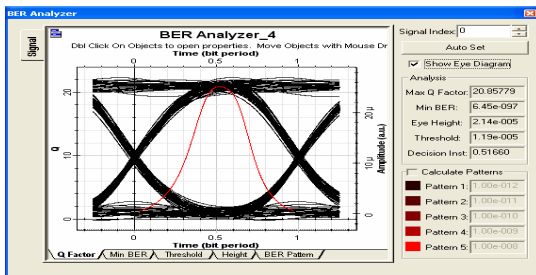 BER Analyzer
Signal
BER Analyzer_4
Dbl Click On Objects to open properties. Move Objects with Mouse Dr
Time (bit period)
0 0.5 1
Q
20
10
0
20 µ
10 µ
0
Amplitude (a.u.)
0 0.5 1
Time (bit period)
Q Factor Min BER Threshold Height BER Pattern
Signal Index: 0
Auto Set
Show Eye Diagram
Analysis
Max Q Factor: 20.85779
Min BER: 6.45e-097
Eye Height: 2.14e-005
Threshold: 1.19e-005
Decision Inst: 0.51660
Calculate Patterns
Pattern 1: 1.00e-012
Pattern 2: 1.00e-011
Pattern 3: 1.00e-010
Pattern 4: 1.00e-009
Pattern 5: 1.00e-008